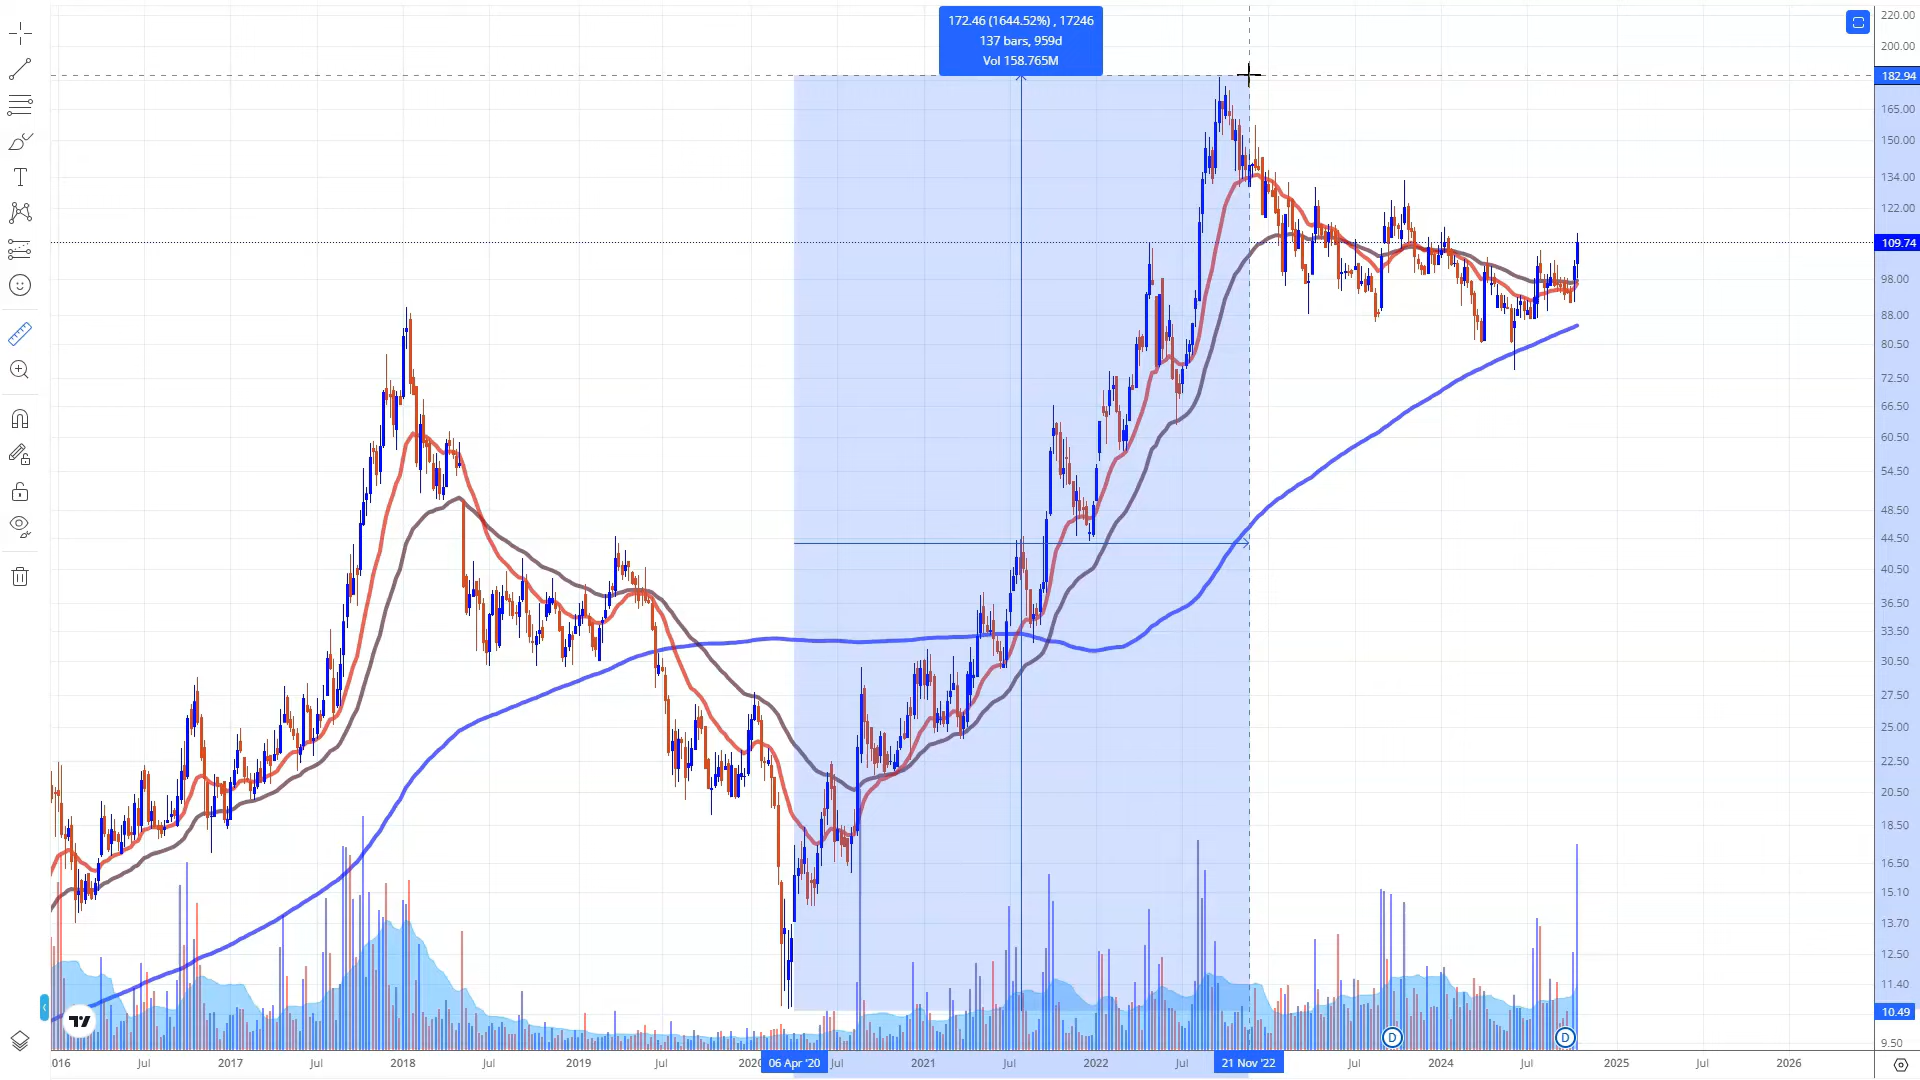 172.46 (1644.52%) , 17246
137 bars, 959d
Vol 158.765M
220.00
200.00
182.94
165.00
150.00
134.00
122.00
109.74
98.00
88.00
80.50
72.50
66.50
60.50
54.50
48.50
44.50
40.50
36.50
33.50
30.50
27.50
25.00
22.50
20.50
18.50
16.50
15.10
13.70
12.50
11.40
10.49
9.50
T
D
D
016
Jul
2017
Jul
2018
Jul
2019
Jul
2020
06 Apr '20
Jul
2021
Jul
2022
Jul
21 Nov '22
Jul
2024
Jul
2025
Jul
2026